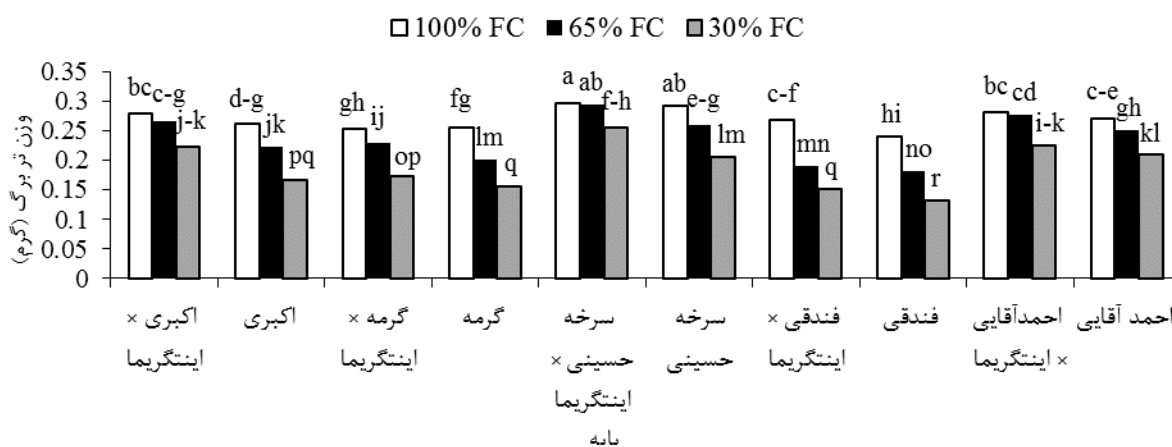 100% FC 65% FC 30% FC
وزن تر برگ (گرم)
0.35
0.3
0.25
0.2
0.15
0.1
0.05
0
bc c-g j-k
d-g jk pq
gh ij op
fg lm q
a ab f-h
ab e-g lm
c-f mn q
hi no r
bc cd i-k
c-e gh kl
اکبری ×
اینتگریما
اکبری
گرمه ×
اینتگریما
گرمه
سرخه
حسینی ×
اینتگریما
سرخه
حسینی
فندقی ×
اینتگریما
فندقی
احمدآقایی
× اینتگریما
احمد آقایی
پایه